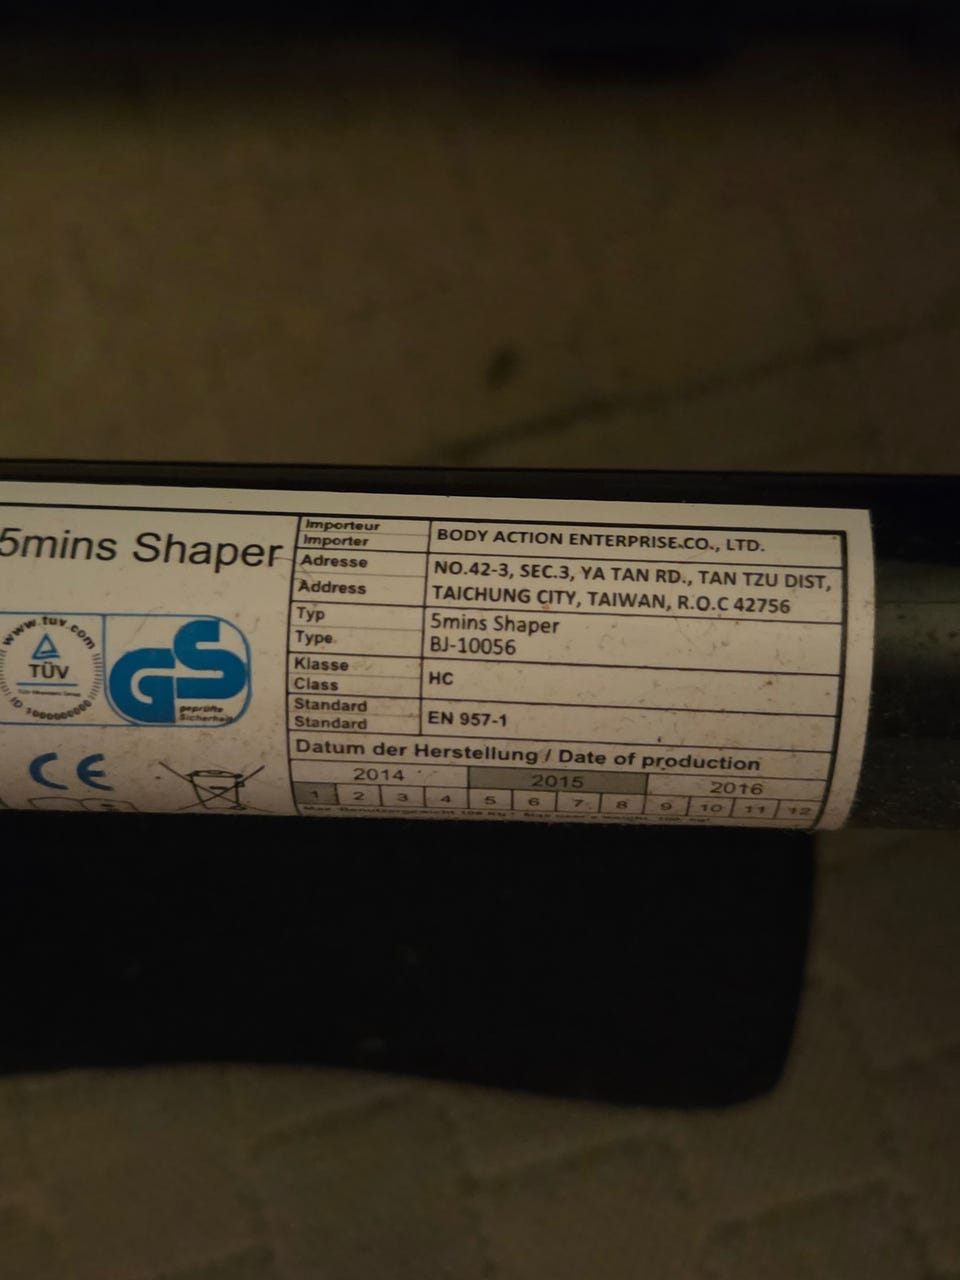 5mins Shaper
Importeur
Importer
BODY ACTION ENTERPRISE.CO., LTD.
Adresse
Address
NO.42-3, SEC.3, YA TAN RD., TAN TZU DIST,
TAICHUNG CITY, TAIWAN, R.O.C 42756
Typ
Type
5mins Shaper
BJ-10056
Klasse
Class
HC
Standard
Standard
EN 957-1
Datum der Herstellung / Date of production
2014 2015 2016
1 2 3 4 5 6 7 8 9 10 11 12
www.tuv.com
TÜV
ID 1000000000
GS
geprüfte
Sicherheit
CE